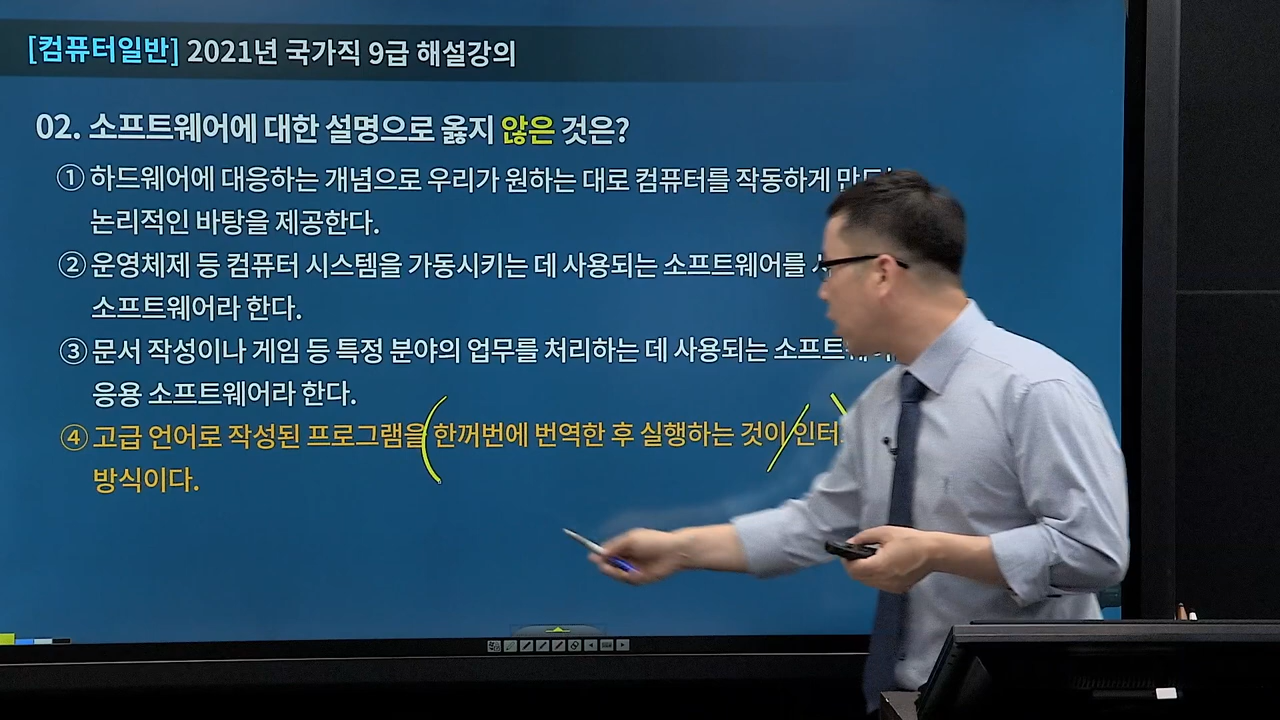 [컴퓨터일반] 2021년 국가직 9급 해설강의
02. 소프트웨어에 대한 설명으로 옳지 않은 것은?
① 하드웨어에 대응하는 개념으로 우리가 원하는 대로 컴퓨터를 작동하게
논리적인 바탕을 제공한다.
② 운영체제 등 컴퓨터 시스템을 가동시키는 데 사용되는 소프트웨어를
소프트웨어라 한다.
③ 문서 작성이나 게임 등 특정 분야의 업무를 처리하는 데 사용되는
응용 소프트웨어라 한다.
④ 고급 언어로 작성된 프로그램을 한꺼번에 번역한 후 실행하는 것이
방식이다.